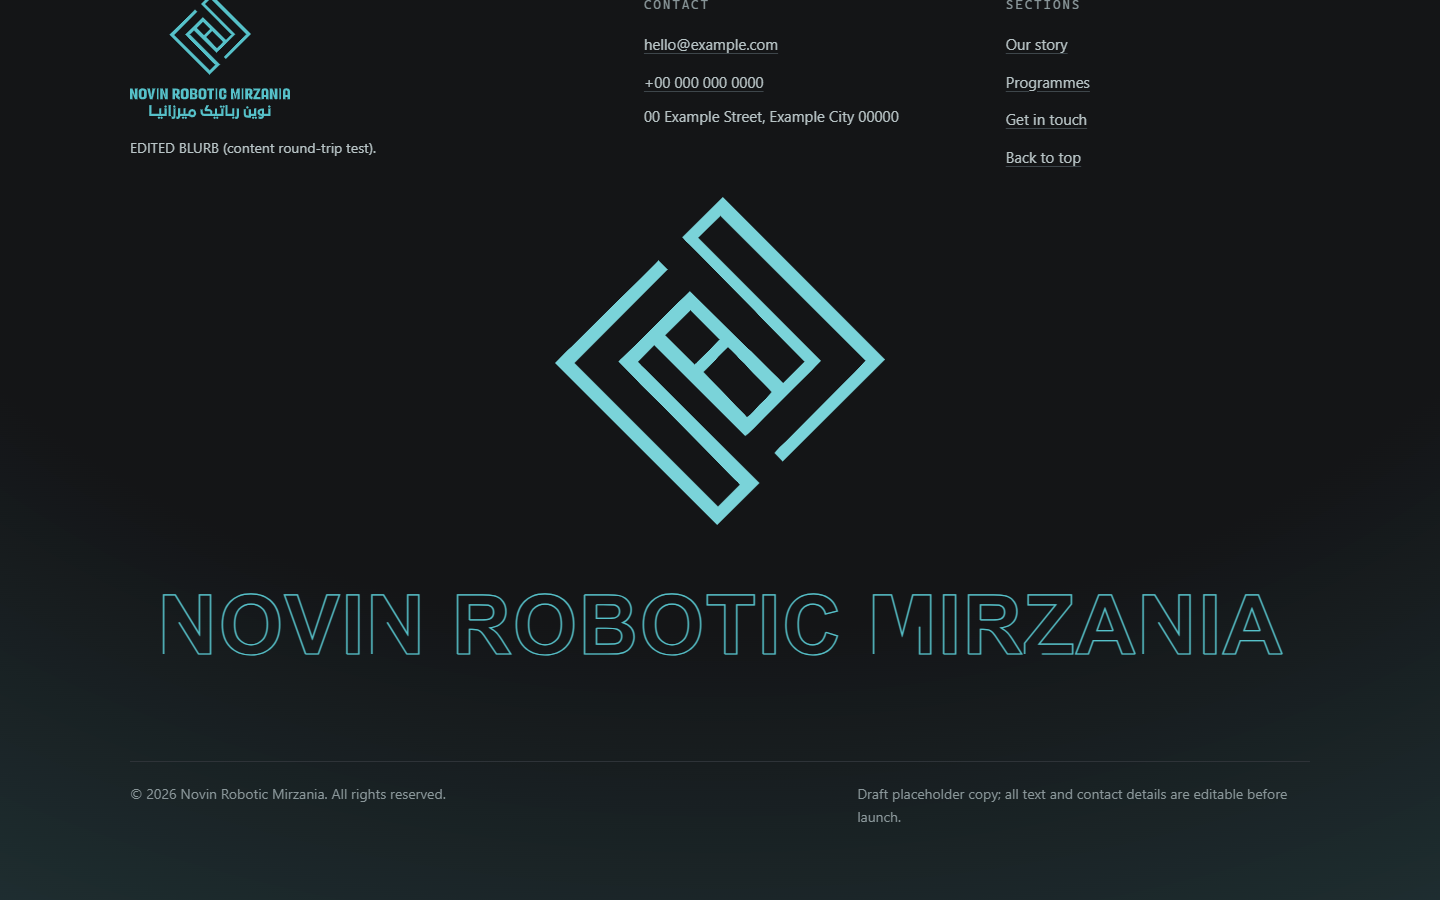 NOVIN ROBOTIC MIRZANIA
نوین رباتیک میرزانیا
EDITED BLURB (content round-trip test).
CONTACT
hello@example.com
+00 000 000 0000
00 Example Street, Example City 00000
SECTIONS
Our story
Programmes
Get in touch
Back to top
NOVIN ROBOTIC MIRZANIA
© 2026 Novin Robotic Mirzania. All rights reserved.
Draft placeholder copy; all text and contact details are editable before
launch.